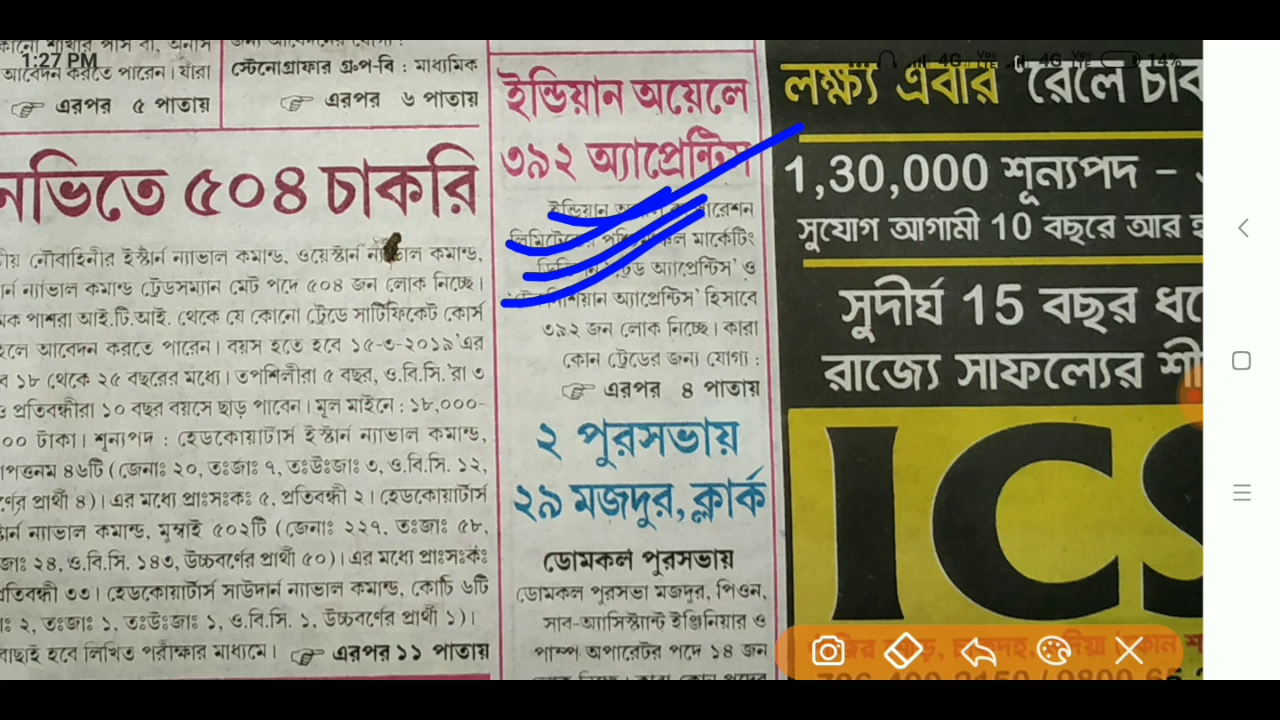 1:27 PM
4G
4G
14%
আবেদন করতে পারেন। যাঁরা
এরপর ৫ পাতায়
স্টেনোগ্রাফার গ্রুপ-বি : মাধ্যমিক
এরপর ৬ পাতায়
নভিতে ৫০৪ চাকরি
নৌবাহিনীর ইস্টার্ন ন্যাভাল কমান্ড, ওয়েস্টার্ন ন্যাভাল কমান্ড,
ন্যাভাল কমান্ড ট্রেডসম্যান মেট পদে ৫০৪ জন লোক নিচ্ছে।
পাশরা আই.টি.আই. থেকে যে কোনো ট্রেডে সার্টিফিকেট কোর্স
হলে আবেদন করতে পারেন। বয়স হতে হবে ১৫-৩-২০১৯'এর
১৮ থেকে ২৫ বছরের মধ্যে। তপশিলীরা ৫ বছর, ও.বি.সি.'রা ৩
প্রতিবন্ধীরা ১০ বছর বয়সে ছাড় পাবেন। মূল মাইনে : ১৮,০০০-
০০ টাকা। শূন্যপদ : হেডকোয়ার্টার্স ইস্টার্ন ন্যাভাল কমান্ড,
৪৬টি (জেনাঃ ২০, তঃজাঃ ৭, তঃউঃজাঃ ৩, ও.বি.সি. ১২,
প্রার্থী ৪)। এর মধ্যে প্রাঃসঃকঃ ৫, প্রতিবন্ধী ২। হেডকোয়ার্টার্স
ন্যাভাল কমান্ড, মুম্বাই ৫০২টি (জেনাঃ ২২৭, তঃজাঃ ৫৮,
২৪, ও.বি.সি. ১৪৩, উচ্চবর্ণের প্রার্থী ৫০)। এর মধ্যে প্রাঃসঃকঃ
৩৩। হেডকোয়ার্টার্স সাউদার্ন ন্যাভাল কমান্ড, কোচি ৬টি
২, তঃজাঃ ১, তঃউঃজাঃ ১, ও.বি.সি. ১, উচ্চবর্ণের প্রার্থী ১)।
হবে লিখিত পরীক্ষার মাধ্যমে। এরপর ১১ পাতায়
ইন্ডিয়ান অয়েলে
৩৯২ অ্যাপ্রেন্টিস
ইন্ডিয়ান
মার্কেটিং
অ্যাপ্রেন্টিস' ও
অ্যাপ্রেন্টিস' হিসাবে
৩৯২ জন লোক নিচ্ছে। কারা
কোন ট্রেডের জন্য যোগ্য :
এরপর ৪ পাতায়
২ পুরসভায়
২৯ মজদুর, ক্লার্ক
ডোমকল পুরসভায়
ডোমকল পুরসভা মজদুর, পিওন,
সাব-অ্যাসিস্ট্যান্ট ইঞ্জিনিয়ার ও
পাম্প অপারেটর পদে ১৪ জন
লক্ষ্য এবার "রেলে চাক
1,30,000 শূন্যপদ –
সুযোগ আগামী 10 বছরে আর
সুদীর্ঘ 15 বছর ধরে
রাজ্যে সাফল্যের
ICS